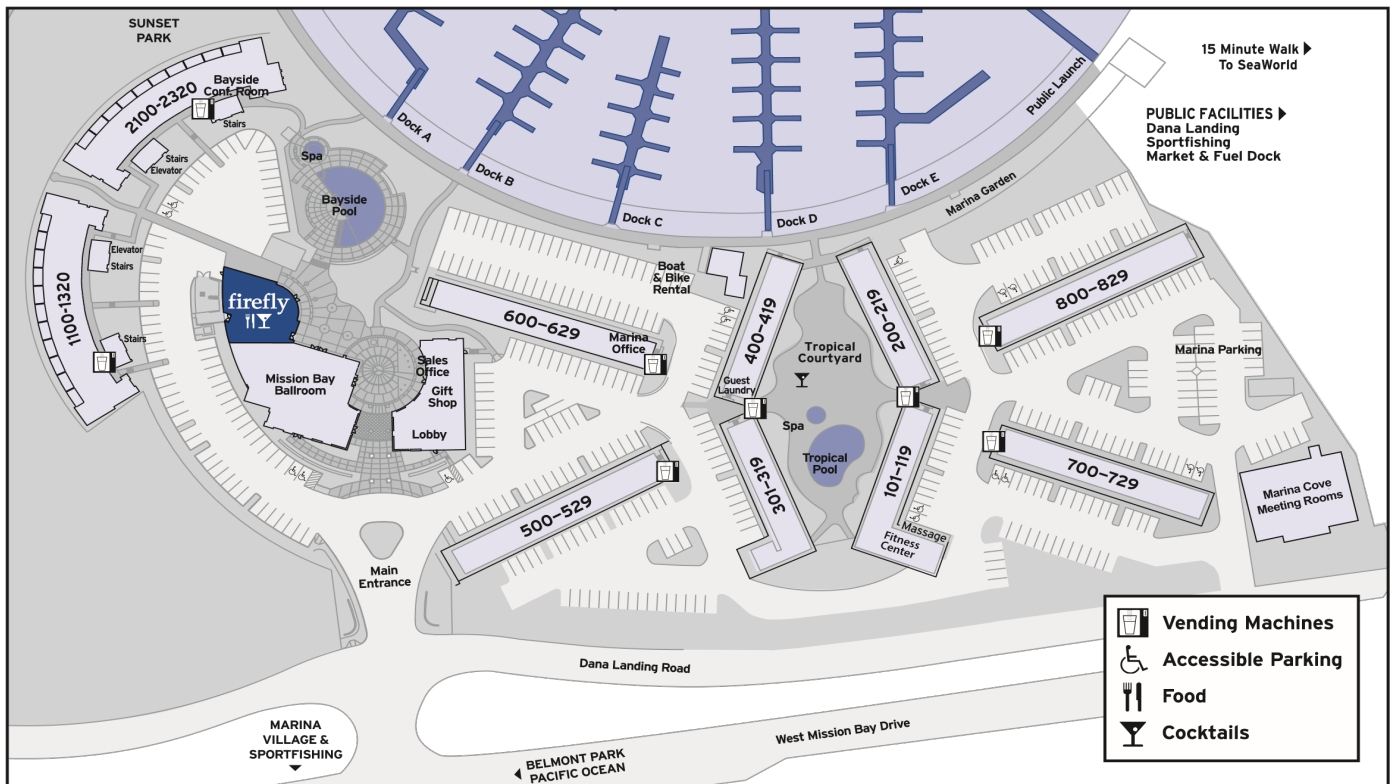 SUNSET
PARK
15 Minute Walk
To SeaWorld
PUBLIC FACILITIES
Dana Landing
Sportfishing
Market & Fuel Dock
2100-2320
Bayside
Conf. Room
Stairs
Stairs
Elevator
Spa
Bayside
Pool
Dock A
Dock B
Dock C
Dock D
Dock E
Public Launch
Marina Garden
1100-1320
Elevator
Stairs
Stairs
firefly
Mission Bay
Ballroom
Sales
Office
Gift
Shop
Lobby
600-629
Marina
Office
Boat
& Bike
Rental
400-419
Guest
Laundry
200-219
Tropical
Courtyard
Spa
Tropical
Pool
301-319
101-119
Massage
Fitness
Center
800-829
Marina Parking
700-729
Marina Cove
Meeting Rooms
500-529
Main
Entrance
Dana Landing Road
West Mission Bay Drive
MARINA
VILLAGE &
SPORTFISHING
BELMONT PARK
PACIFIC OCEAN
Vending Machines
Accessible Parking
Food
Cocktails